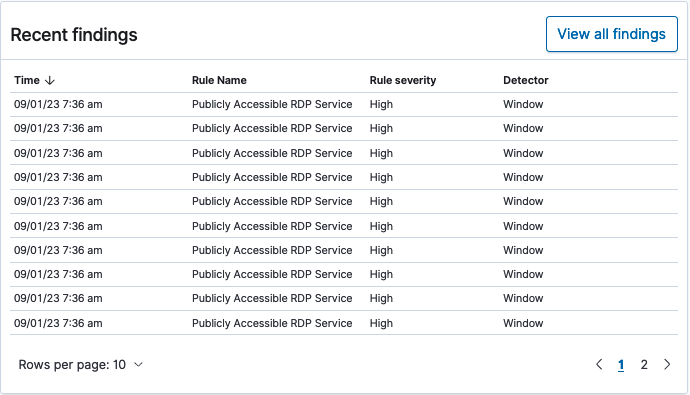 Recent findings View all findings
Time Rule Name Rule severity Detector
09/01/23 7:36 am Publicly Accessible RDP Service High Window
09/01/23 7:36 am Publicly Accessible RDP Service High Window
09/01/23 7:36 am Publicly Accessible RDP Service High Window
09/01/23 7:36 am Publicly Accessible RDP Service High Window
09/01/23 7:36 am Publicly Accessible RDP Service High Window
09/01/23 7:36 am Publicly Accessible RDP Service High Window
09/01/23 7:36 am Publicly Accessible RDP Service High Window
09/01/23 7:36 am Publicly Accessible RDP Service High Window
09/01/23 7:36 am Publicly Accessible RDP Service High Window
09/01/23 7:36 am Publicly Accessible RDP Service High Window
Rows per page: 10 1 2